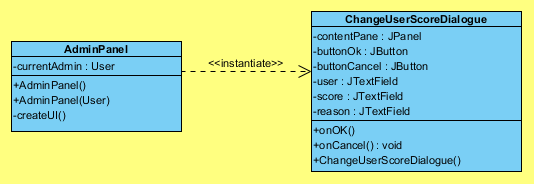 AdminPanel
-currentAdmin : User
+AdminPanel()
+AdminPanel(User)
-createUI()
<<instantiate>>
ChangeUserScoreDialogue
-contentPane : JPanel
-buttonOk : JButton
-buttonCancel : JButton
-user : JTextField
-score : JTextField
-reason : JTextField
+onOK()
+onCancel() : void
+ChangeUserScoreDialogue()